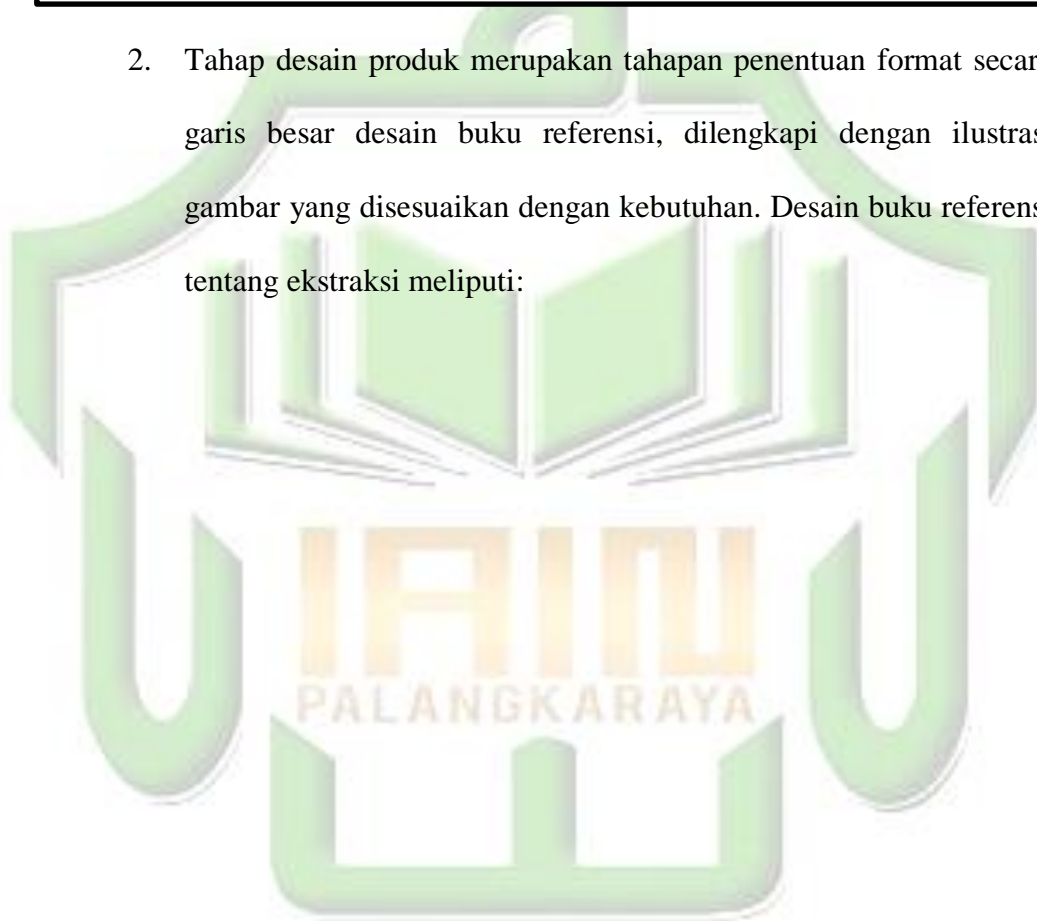 2. Tahap desain produk merupakan tahapan penentuan format secar
garis besar desain buku referensi, dilengkapi dengan ilustras
gambar yang disesuaikan dengan kebutuhan. Desain buku referens
tentang ekstraksi meliputi:
IAIN
PALANGKARAYA